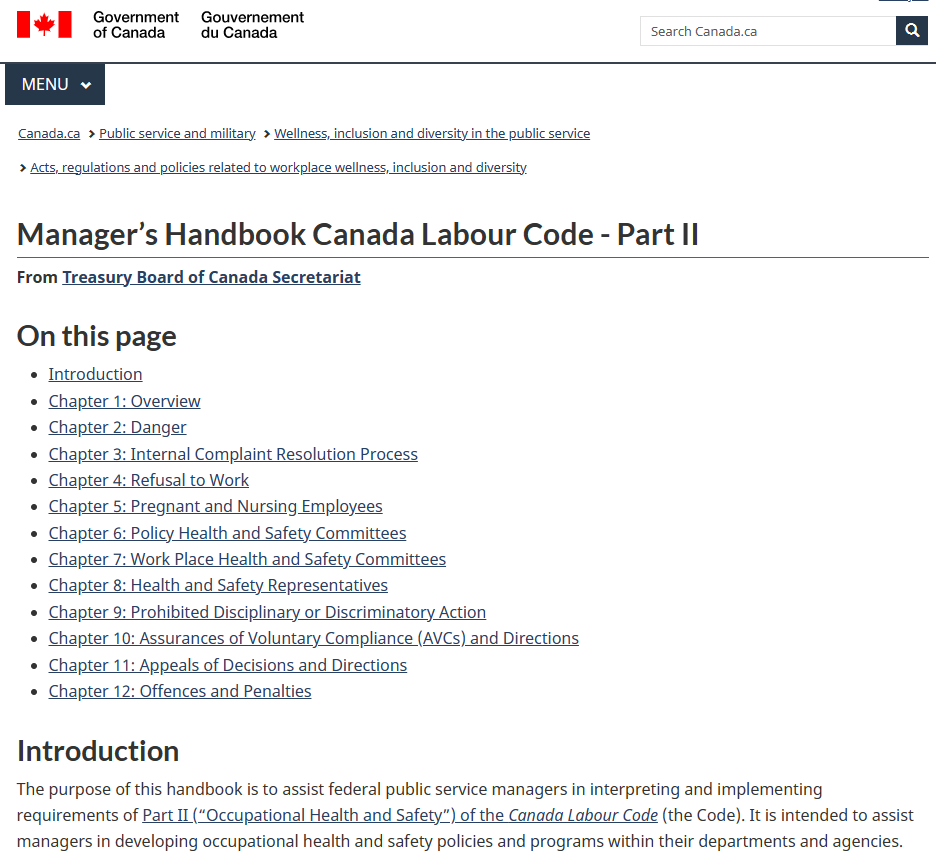 Government of Canada
Gouvernement du Canada
Search Canada.ca
MENU
Canada.ca > Public service and military > Wellness, inclusion and diversity in the public service
> Acts, regulations and policies related to workplace wellness, inclusion and diversity
Manager’s Handbook Canada Labour Code - Part II
From Treasury Board of Canada Secretariat
On this page
• Introduction
• Chapter 1: Overview
• Chapter 2: Danger
• Chapter 3: Internal Complaint Resolution Process
• Chapter 4: Refusal to Work
• Chapter 5: Pregnant and Nursing Employees
• Chapter 6: Policy Health and Safety Committees
• Chapter 7: Work Place Health and Safety Committees
• Chapter 8: Health and Safety Representatives
• Chapter 9: Prohibited Disciplinary or Discriminatory Action
• Chapter 10: Assurances of Voluntary Compliance (AVCs) and Directions
• Chapter 11: Appeals of Decisions and Directions
• Chapter 12: Offences and Penalties
Introduction
The purpose of this handbook is to assist federal public service managers in interpreting and implementing
requirements of Part II (“Occupational Health and Safety”) of the Canada Labour Code (the Code). It is intended to assist
managers in developing occupational health and safety policies and programs within their departments and agencies.